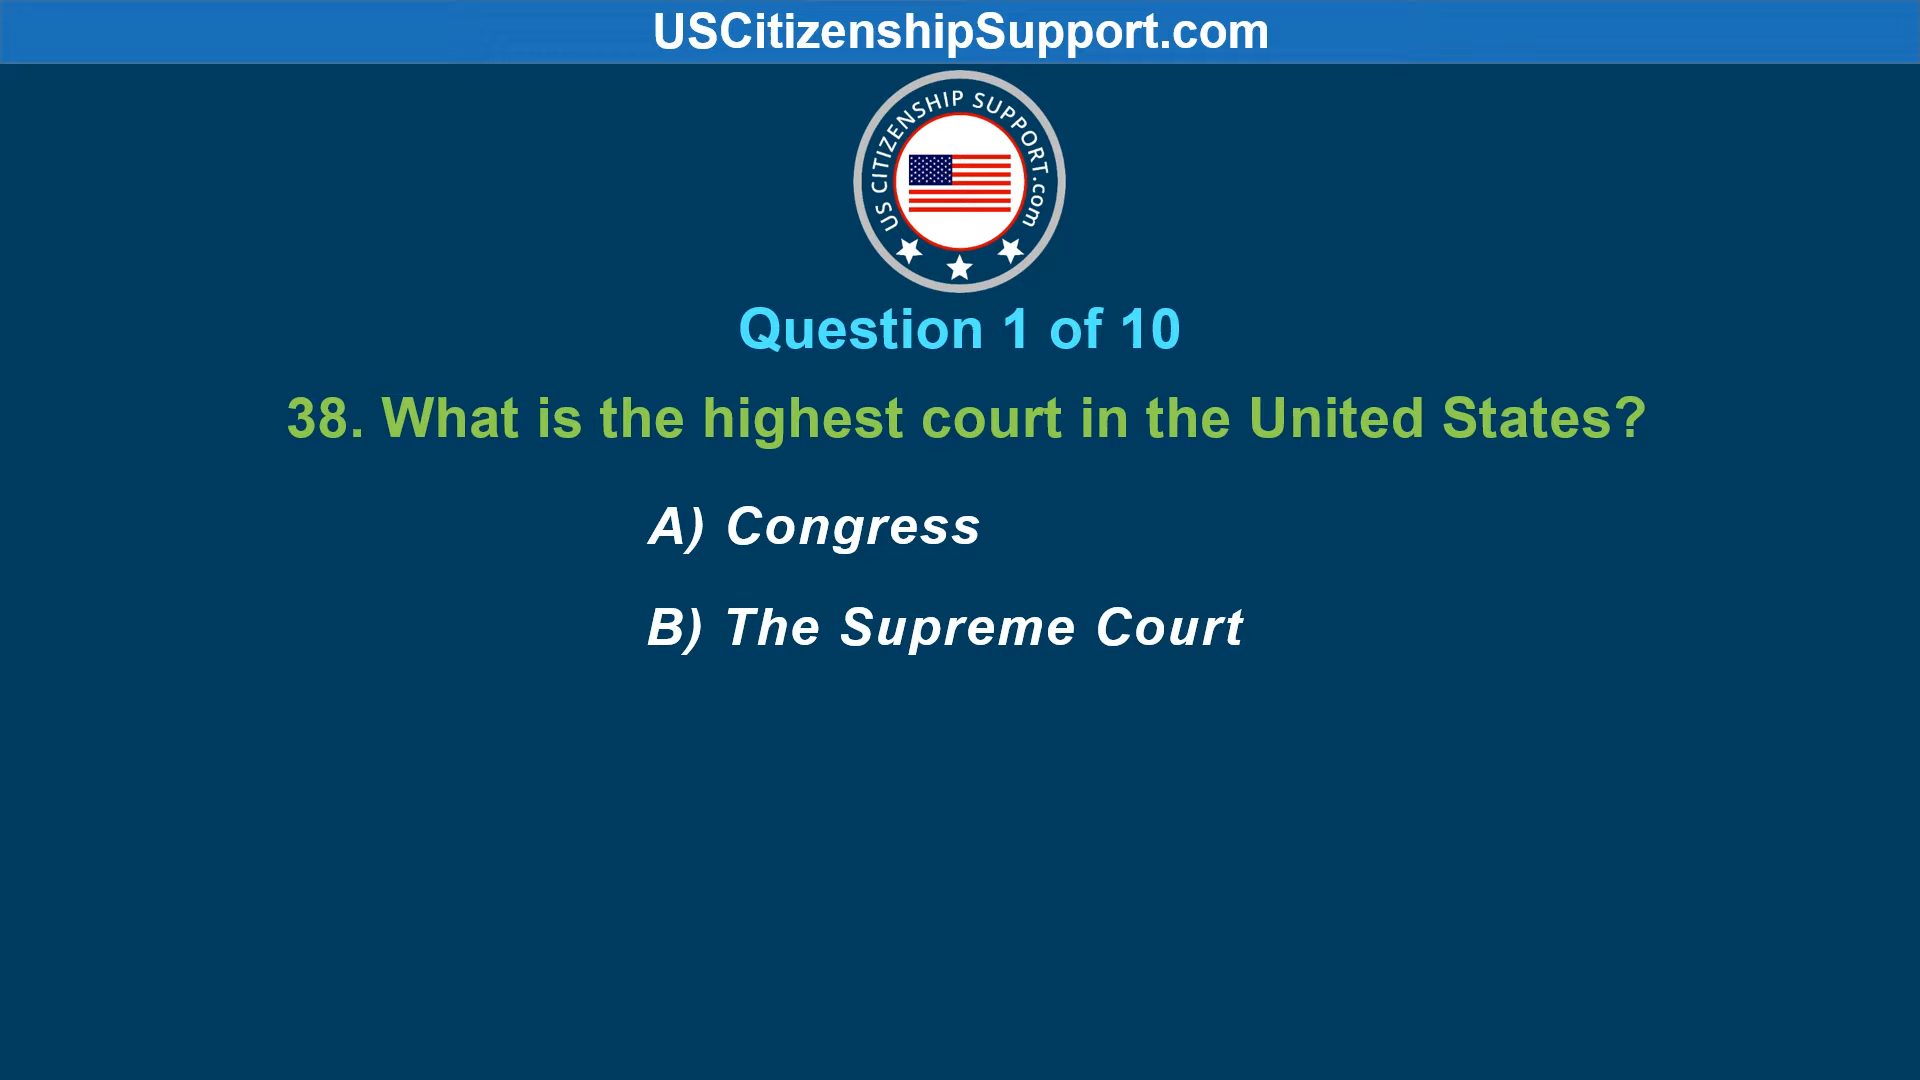 USCitizenshipSupport.com
US CITIZENSHIP SUPPORT.com
Question 1 of 10
38. What is the highest court in the United States?
A) Congress
B) The Supreme Court